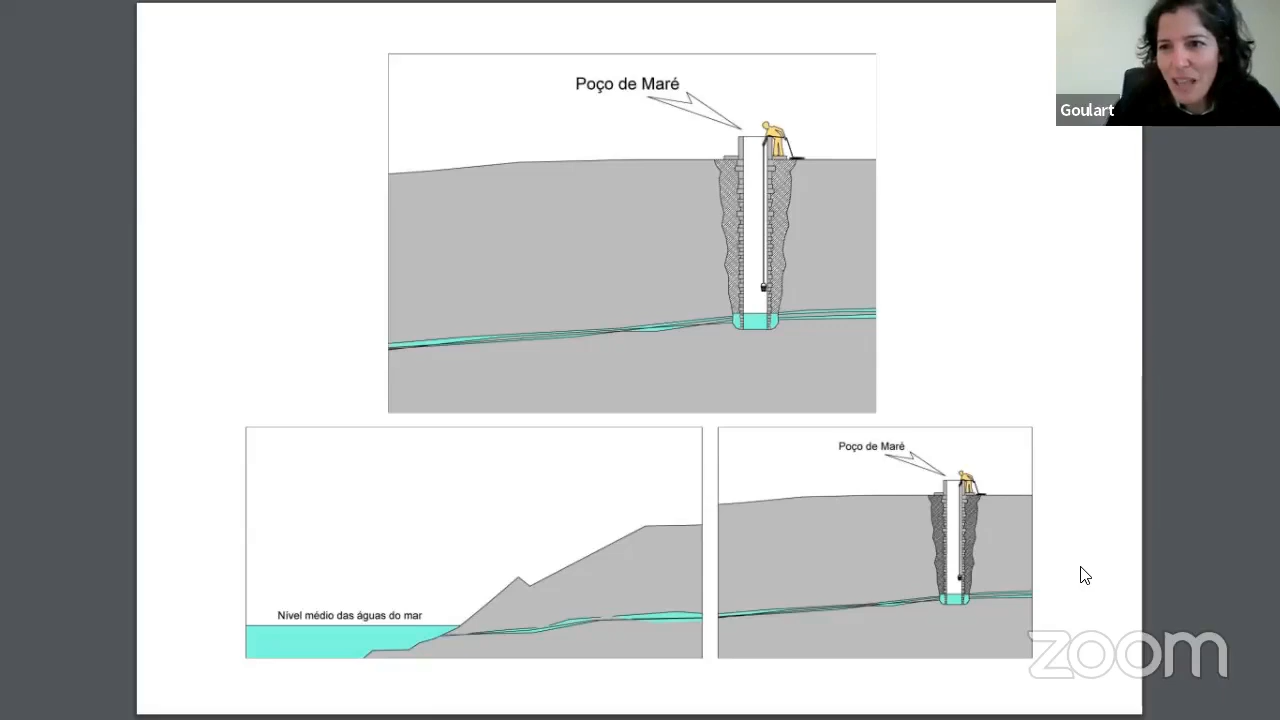 Poço de Maré
Goulart
Poço de Maré
Nível médio das águas do mar
zoom